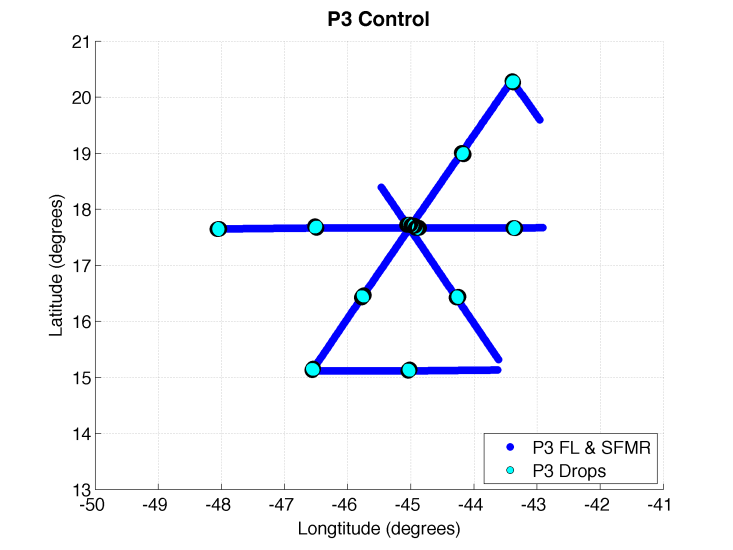 P3 Control
21
20
19
18
17
16
15
14
13
-50 -49 -48 -47 -46 -45 -44 -43 -42 -41
Latitude (degrees)
Longtitude (degrees)
P3 FL & SFMR
P3 Drops